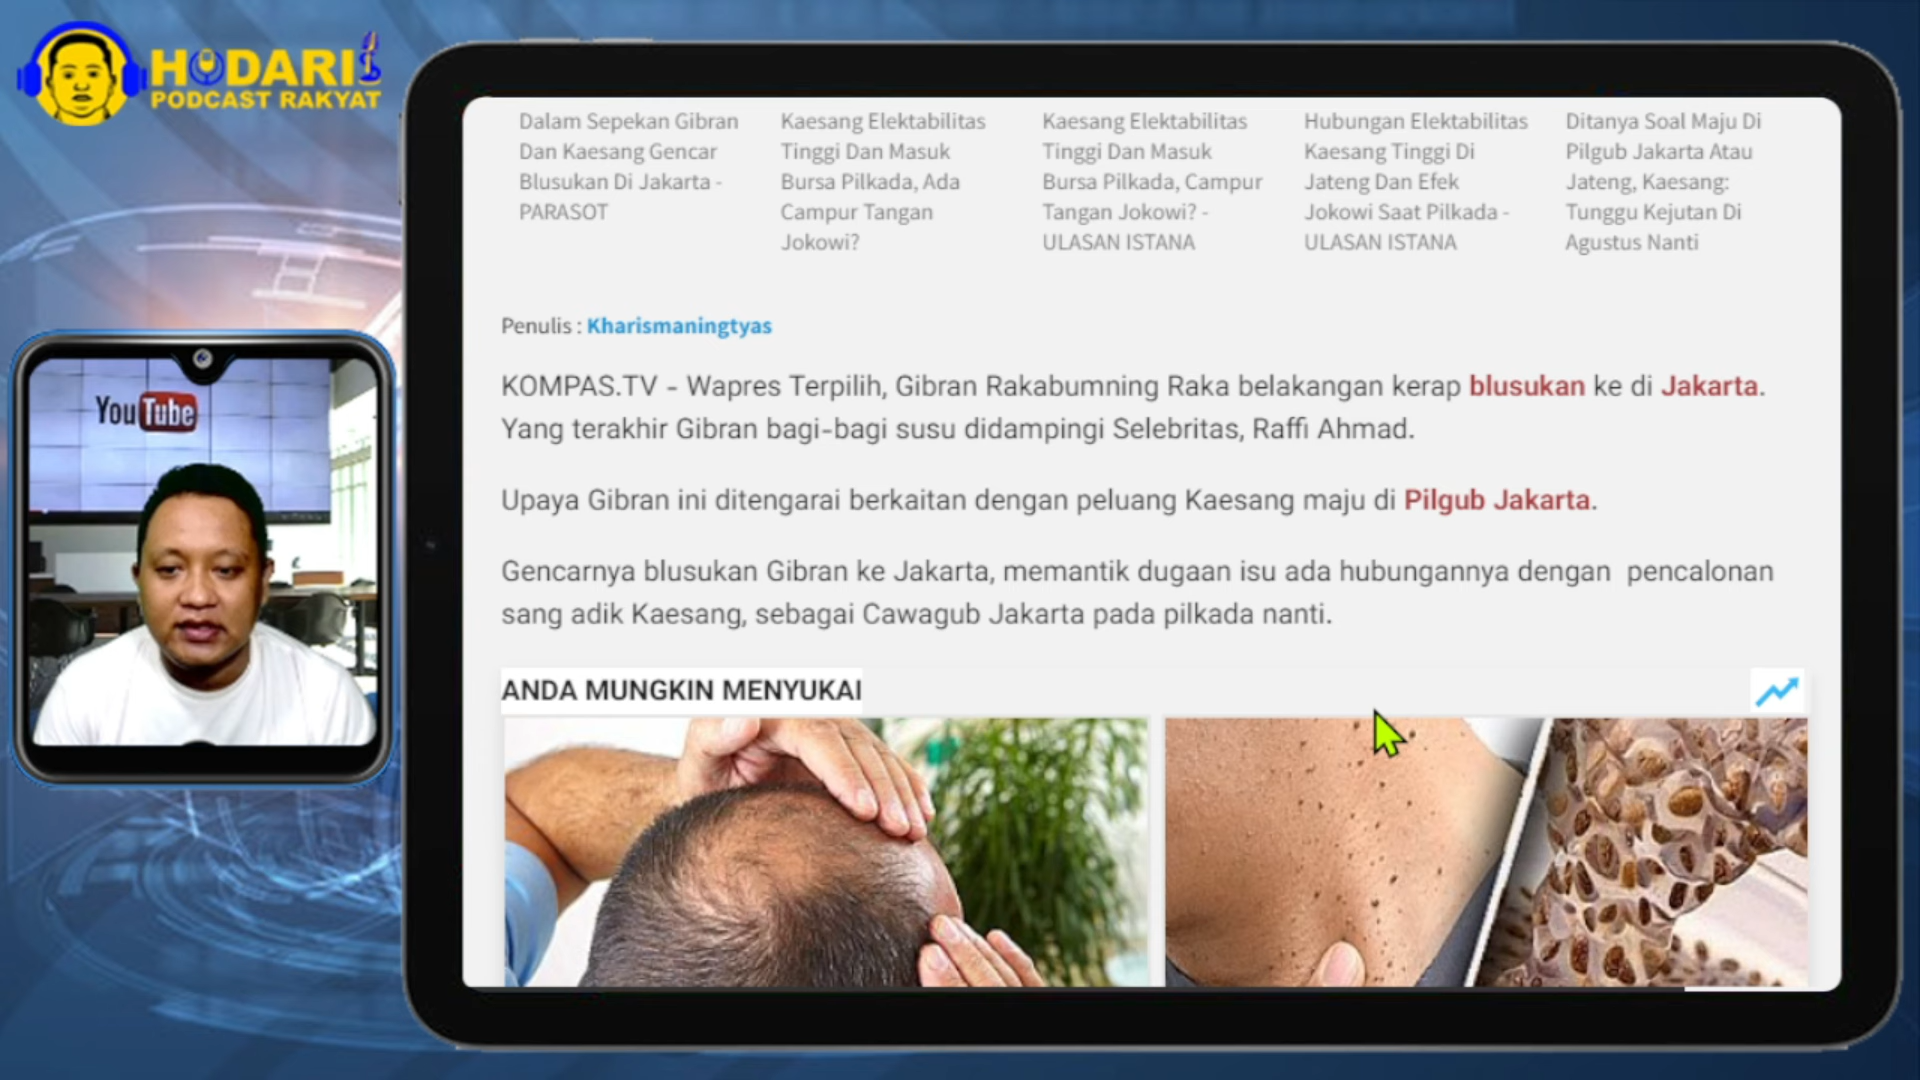 HODARI
PODCAST RAKYAT
YouTube
Dalam Sepekan Gibran
Dan Kaesang Gencar
Blusukan Di Jakarta -
PARASOT
Kaesang Elektabilitas
Tinggi Dan Masuk
Bursa Pilkada, Ada
Campur Tangan
Jokowi?
Kaesang Elektabilitas
Tinggi Dan Masuk
Bursa Pilkada, Campur
Tangan Jokowi? -
ULASAN ISTANA
Hubungan Elektabilitas
Kaesang Tinggi Di
Jateng Dan Efek
Jokowi Saat Pilkada -
ULASAN ISTANA
Ditanya Soal Maju Di
Pilgub Jakarta Atau
Jateng, Kaesang:
Tunggu Kejutan Di
Agustus Nanti
Penulis : Kharismaningtyas
KOMPAS.TV - Wapres Terpilih, Gibran Rakabumning Raka belakangan kerap blusukan ke di Jakarta.
Yang terakhir Gibran bagi-bagi susu didampingi Selebritas, Raffi Ahmad.
Upaya Gibran ini ditengarai berkaitan dengan peluang Kaesang maju di Pilgub Jakarta.
Gencarnya blusukan Gibran ke Jakarta, memantik dugaan isu ada hubungannya dengan pencalonan
sang adik Kaesang, sebagai Cawagub Jakarta pada pilkada nanti.
ANDA MUNGKIN MENYUKAI